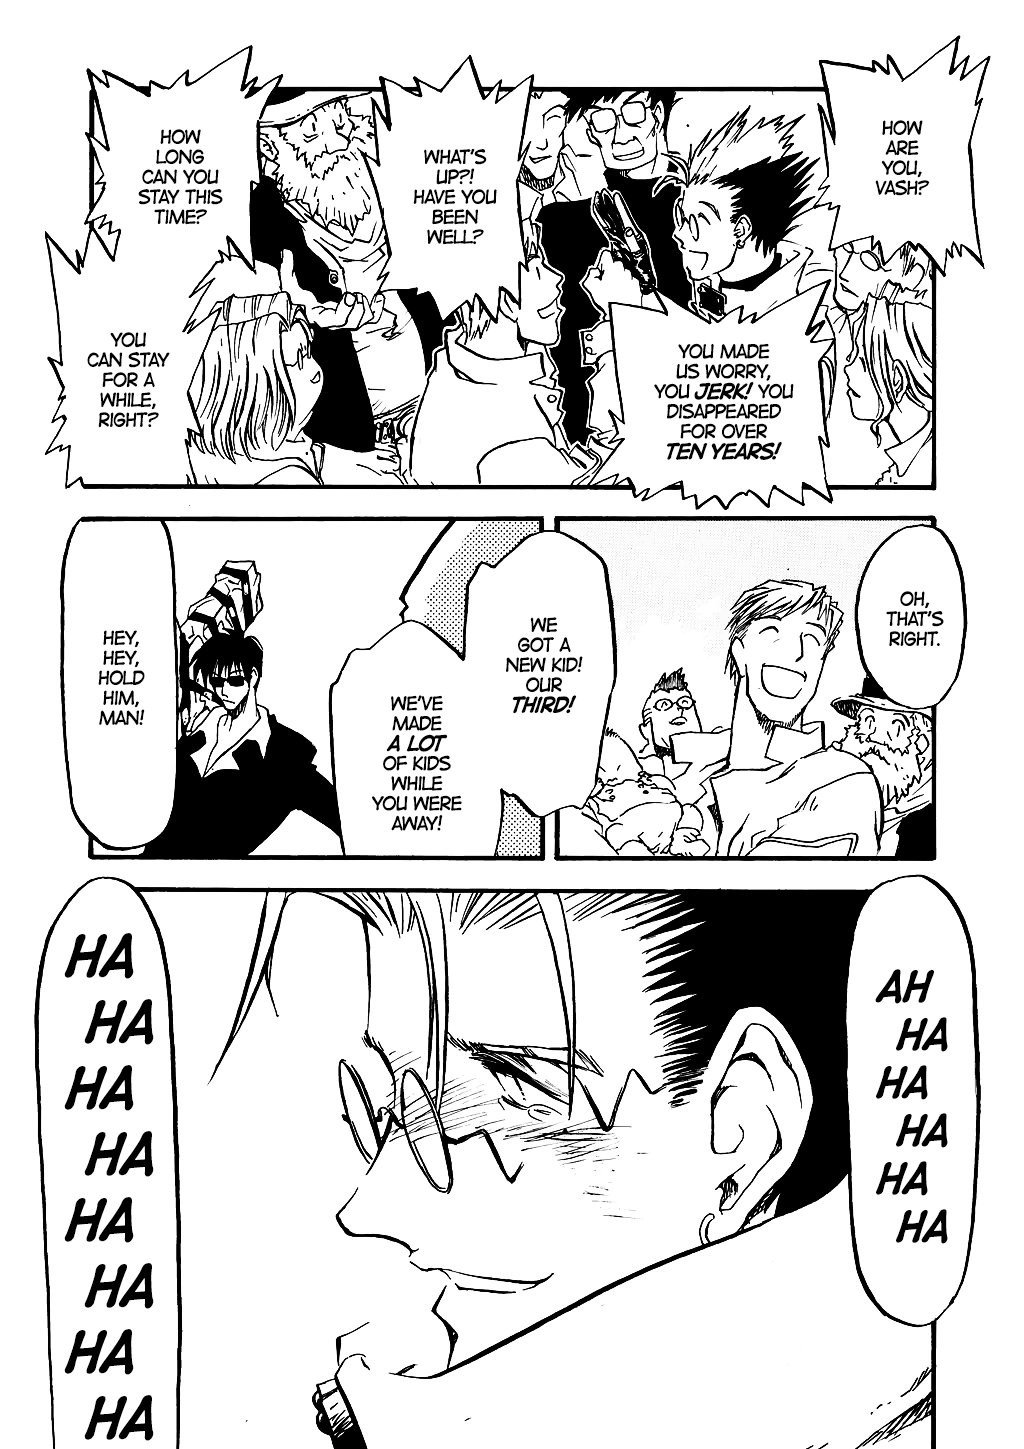 HOW
ARE
YOU,
VASH?
WHAT'S
UP?!
HAVE YOU
BEEN
WELL?
HOW
LONG
CAN YOU
STAY THIS
TIME?
YOU MADE
US WORRY,
YOU JERK! YOU
DISAPPEARED
FOR OVER
TEN YEARS!
YOU
CAN STAY
FOR A
WHILE,
RIGHT?
OH,
THAT'S
RIGHT.
WE
GOT A
NEW KID!
OUR
THIRD!
WE'VE
MADE
A LOT
OF KIDS
WHILE
YOU WERE
AWAY!
HEY,
HEY,
HOLD
HIM,
MAN!
AH
HA
HA
HA
HA
HA
HA
HA
HA
HA
HA
HA
HA
HA